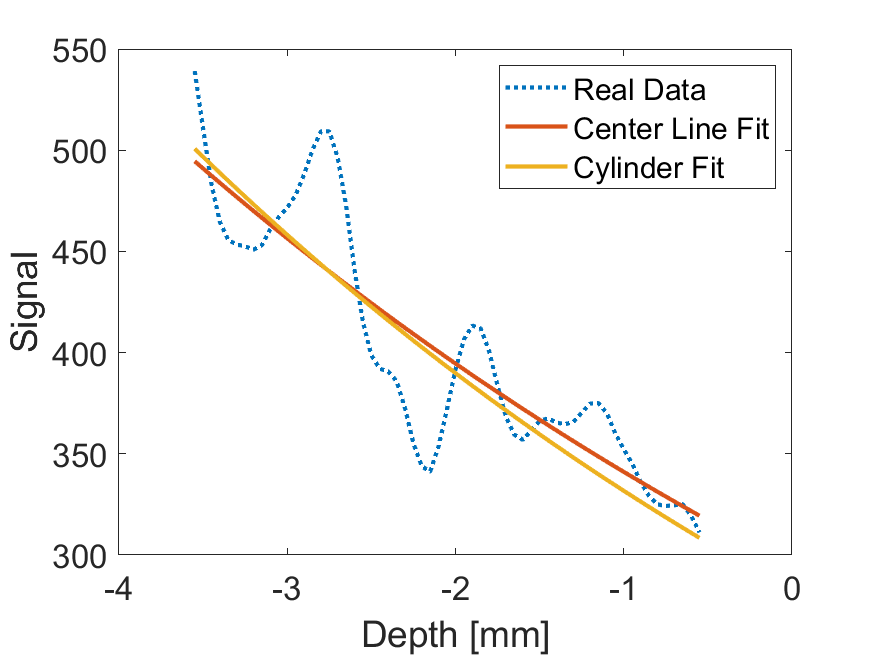 550
500
450
400
350
300
Signal
Real Data
Center Line Fit
Cylinder Fit
-4
-3
-2
-1
0
Depth [mm]